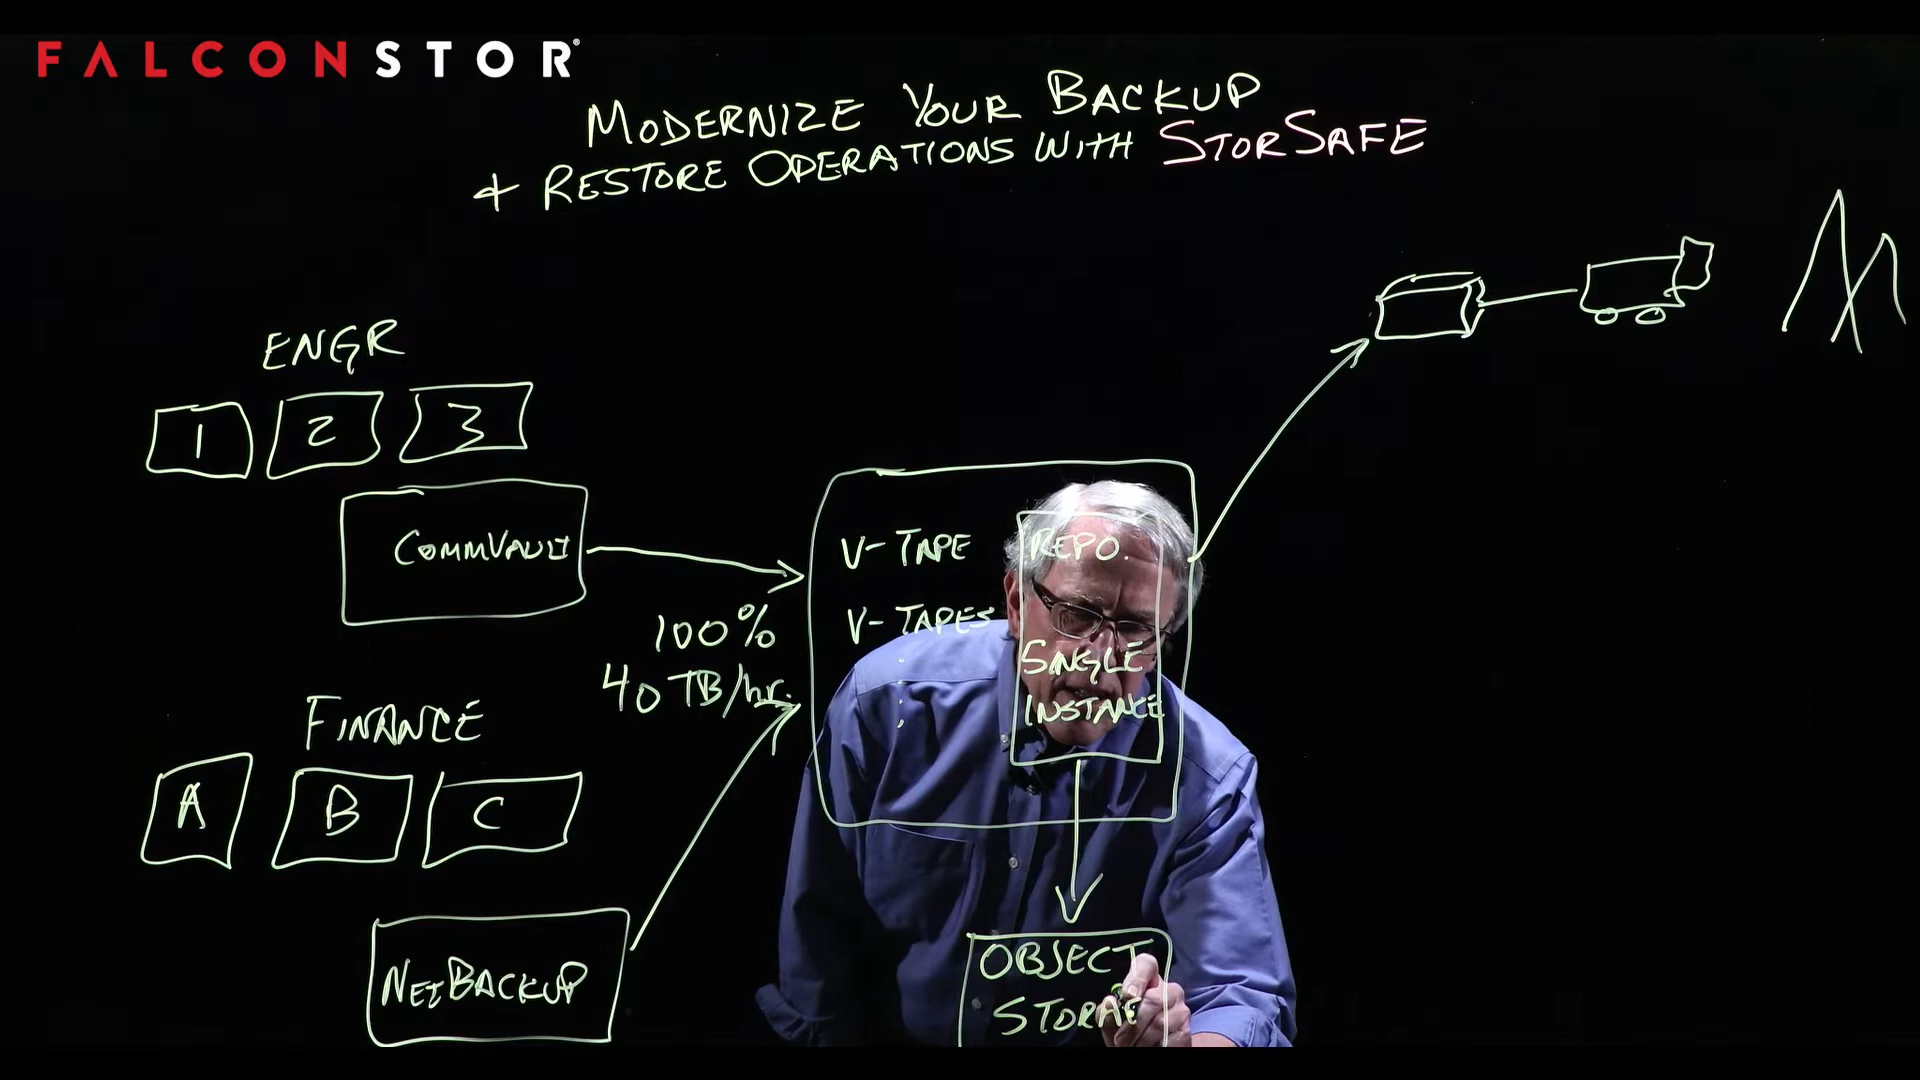 FALCONSTOR®
MODERNIZE YOUR BACKUP
+ RESTORE OPERATIONS WITH STORSAFE
ENGR
1 2 3
COMMVAULT
100%
40 TB/hr.
FINANCE
A B C
NETBACKUP
V-TAPE
V-TAPES
REPO.
SINGLE
INSTANCE
OBJECT
STORAGE